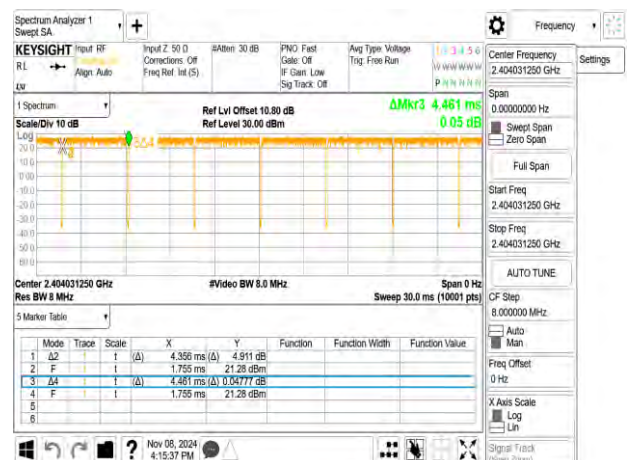 Spectrum Analyzer 1
Swept SA
+
Frequency
KEYSIGHT
Input: RF
Input Z: 50 Ω
#Atten: 30 dB
PNO: Fast
Avg Type: Voltage
1 2 3 4 5 6
RL
Corrections: Off
Gate: Off
Trig: Free Run
W W W W W W
Align: Auto
Freq Ref: Int (S)
IF Gain: Low
Sig Track: Off
P N N N N N
Center Frequency
2.404031250 GHz
Settings
Span
0.00000000 Hz
Swept Span
Zero Span
Full Span
Start Freq
2.404031250 GHz
Stop Freq
2.404031250 GHz
AUTO TUNE
CF Step
8.000000 MHz
Auto
Man
Freq Offset
0 Hz
X Axis Scale
Log
Lin
Signal Track
1 Spectrum
Ref Lvl Offset 10.80 dB
ΔMkr3 4.461 ms
Scale/Div 10 dB
Ref Level 30.00 dBm
0.05 dB
Log
20.0
10.0
0.00
-10.0
-20.0
-30.0
-40.0
-50.0
-60.0
Center 2.404031250 GHz
#Video BW 8.0 MHz
Span 0 Hz
Res BW 8 MHz
Sweep 30.0 ms (10001 pts)
5 Marker Table
Mode Trace Scale X Y Function Function Width Function Value
1 Δ2 1 t (Δ) 4.356 ms (Δ) 4.911 dB
2 F 1 t 1.755 ms 21.28 dBm
3 Δ4 1 t (Δ) 4.461 ms (Δ) 0.04777 dB
4 F 1 t 1.755 ms 21.28 dBm
5
6
?
Nov 08, 2024
4:15:37 PM